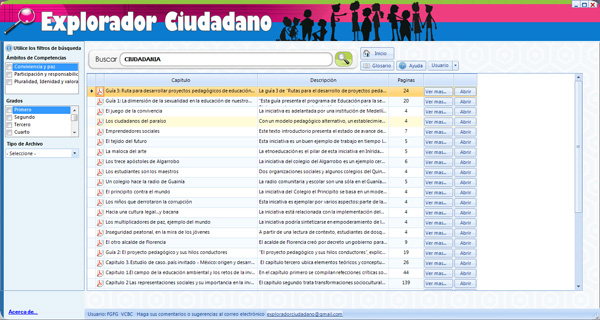 Explorador Ciudadano
Utilice los filtros de búsqueda
Ámbitos de Competencias
Convivencia y paz
Participación y responsabilic
Pluralidad, Identidad y valora
Grados
Primero
Segundo
Tercero
Cuarto
Tipo de Archivo
- Seleccione -
Acerca de...
Buscar CIUDADANIA
Inicio
Glosario Ayuda Usuario
Capitulo Descripción Paginas
Guía 3: Ruta para desarrollar proyectos pedagógicos de educación... La guía 3 de "Rutas para el desarrollo de proyectos peda... 24 Ver mas... Abrir
Guía 1: La dimensión de la sexualidad en la educación de nuestro... "Esta guía presenta el programa de Educación para la se... 20 Ver mas... Abrir
El juego de la convivencia La iniciativa es adelantada por una institución de Medellí... 4 Ver mas... Abrir
Los ciudadanos del paraíso Con un modelo pedagógico alternativo, un establecimie... 4 Ver mas... Abrir
Emprendedores sociales Este texto introductorio presenta el estado de avance de... 7 Ver mas... Abrir
El tejido del futuro Esta iniciativa es un buen ejemplo de trabajo en tiempo l... 5 Ver mas... Abrir
La maloca del arte La etnoeducación es el pilar de esta iniciativa en Inírida... 5 Ver mas... Abrir
Los trece apóstoles de Algarrobo La iniciativa del colegio del Algarrobo es un ejemplo cer... 6 Ver mas... Abrir
Los estudiantes son los maestros Dos organizaciones sociales y algunos colegios del Quin... 4 Ver mas... Abrir
Un colegio hace la radio de Guainía La radio comunitaria y escolar son una sóla en el Guainí... 5 Ver mas... Abrir
El principito contra el mundo La iniciativa del Colegio el Principito se basa en un mode... 4 Ver mas... Abrir
Los niños que derrotaron la corrupción Esta iniciativa es ejemplar por varios aspectos: parte de la... 4 Ver mas... Abrir
Hacia una cultura legal...y bacana La iniciativa está relacionada con la implementación del... 4 Ver mas... Abrir
Los multiplicadores de paz, ejemplo del mundo La iniciativa podría sintetizarse en empoderamiento de l... 4 Ver mas... Abrir
Inseguridad peatonal, en la mira de los jóvenes A partir de una lectura de contexto, estudiantes de dosq... 4 Ver mas... Abrir
El otro alcalde de Florencia El acalde de Florencia creó por decreto un gobierno para... 9 Ver mas... Abrir
Guía 2: El proyecto pedagógico y sus hilos conductores "El proyecto pedagógico y sus hilos conductores", explic... 19 Ver mas... Abrir
Capítulo 3.Estudio de caso. país invitado - México: origen y desarr... El capítulo tercero ubica elementos teóricos y conceptu... 26 Ver mas... Abrir
Capítulo 1.El campo de la educación ambiental y los retos de la inv... En el capítulo primero se compilan reflecciones críticas so... 44 Ver mas... Abrir
Capítulo 2.Las representaciones sociales y su importancia en la inv... El capítulo segundo trata transformaciones sociocultural... 139 Ver mas... Abrir
Usuario: FGFG VCBC Haga sus comentarios o sugerencias al correo electrónico exploradorciudadano@gmail.com